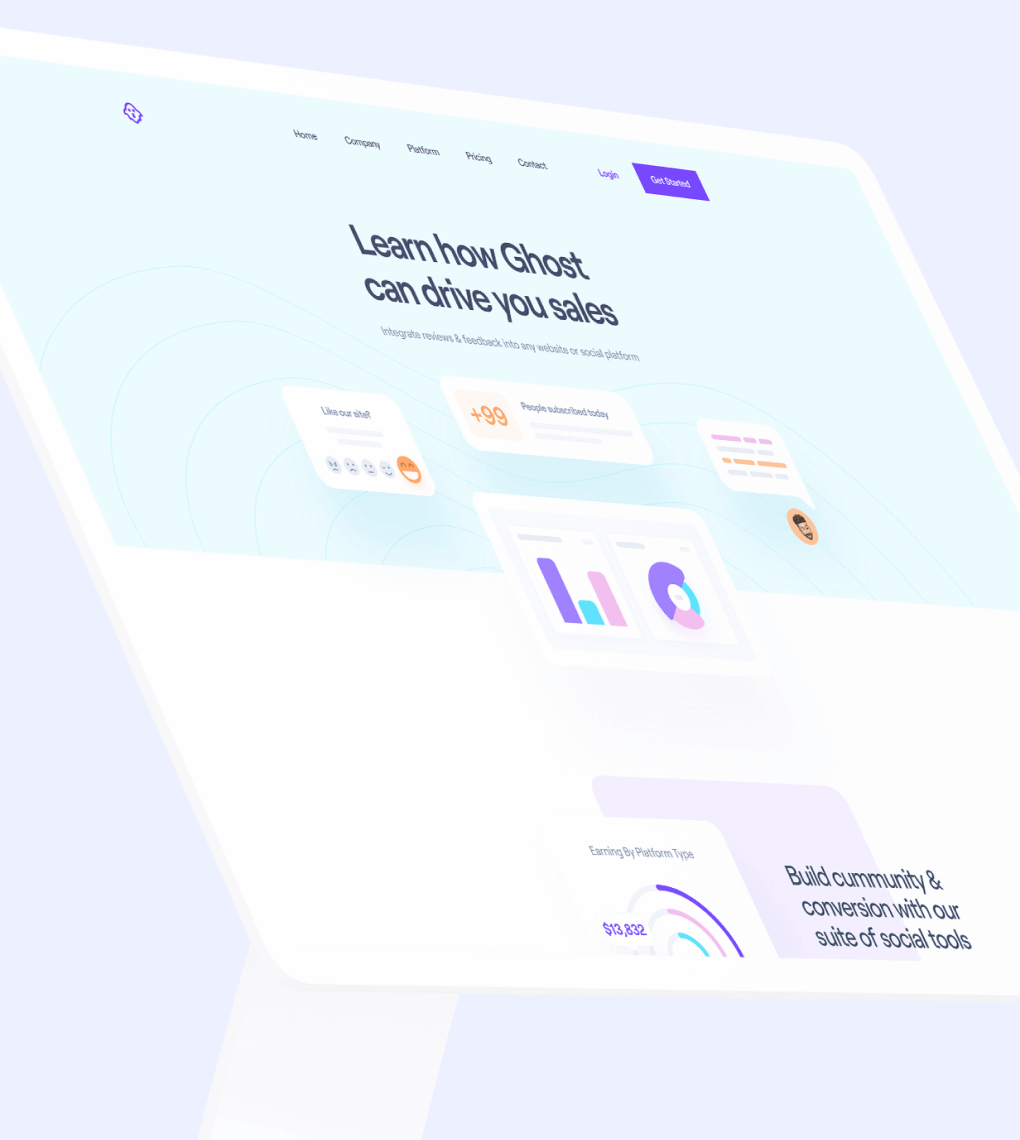 Home
Company
Platform
Pricing
Contact
Login
Get Started
Learn how Ghost
can drive you sales
Integrate reviews & feedback into any website or social platform
Like our site?
+99
People subscribed today
Earning By Platform Type
$13,832
Build cummunity &
conversion with our
suite of social tools